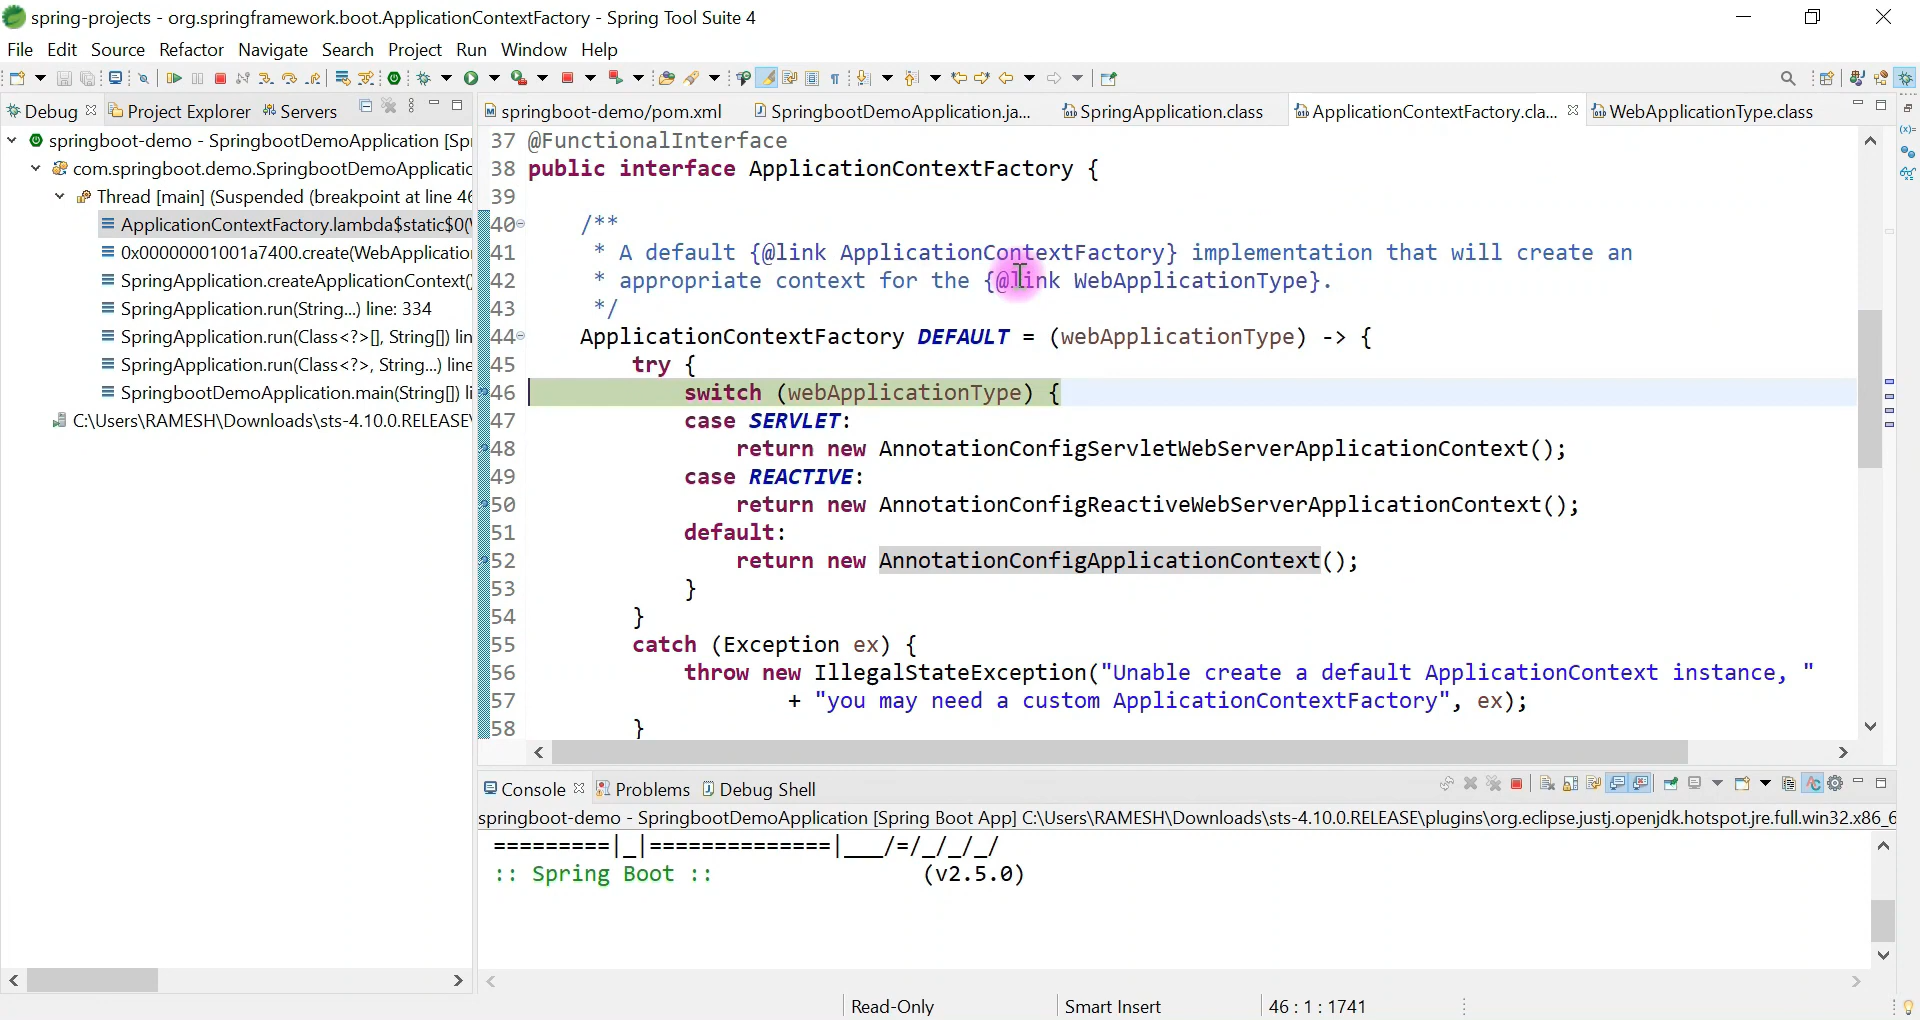 spring-projects - org.springframework.boot.ApplicationContextFactory - Spring Tool Suite 4
File Edit Source Refactor Navigate Search Project Run Window Help
Debug Project Explorer Servers
springboot-demo - SpringbootDemoApplication [Spr
com.springboot.demo.SpringbootDemoApplicatic
Thread [main] (Suspended (breakpoint at line 46
ApplicationContextFactory.lambda$static$0(
0x00000001001a7400.create(WebApplicatio
SpringApplication.createApplicationContext(
SpringApplication.run(String...) line: 334
SpringApplication.run(Class<?>[], String[]) lin
SpringApplication.run(Class<?>, String...) line
SpringbootDemoApplication.main(String[]) li
C:\Users\RAMESH\Downloads\sts-4.10.0.RELEASE
springboot-demo/pom.xml SpringbootDemoApplication.ja... SpringApplication.class ApplicationContextFactory.cla... WebApplicationType.class
37 @FunctionalInterface
38 public interface ApplicationContextFactory {
39
40 /**
41 * A default {@link ApplicationContextFactory} implementation that will create an
42 * appropriate context for the {@link WebApplicationType}.
43 */
44 ApplicationContextFactory DEFAULT = (webApplicationType) -> {
45 try {
46 switch (webApplicationType) {
47 case SERVLET:
48 return new AnnotationConfigServletWebServerApplicationContext();
49 case REACTIVE:
50 return new AnnotationConfigReactiveWebServerApplicationContext();
51 default:
52 return new AnnotationConfigApplicationContext();
53 }
54 }
55 catch (Exception ex) {
56 throw new IllegalStateException("Unable create a default ApplicationContext instance, "
57 + "you may need a custom ApplicationContextFactory", ex);
58 }
Console Problems Debug Shell
springboot-demo - SpringbootDemoApplication [Spring Boot App] C:\Users\RAMESH\Downloads\sts-4.10.0.RELEASE\plugins\org.eclipse.justj.openjdk.hotspot.jre.full.win32.x86_6
=========|_|==============|___/=/_/_/_/
:: Spring Boot :: (v2.5.0)
Read-Only Smart Insert 46 : 1 : 1741